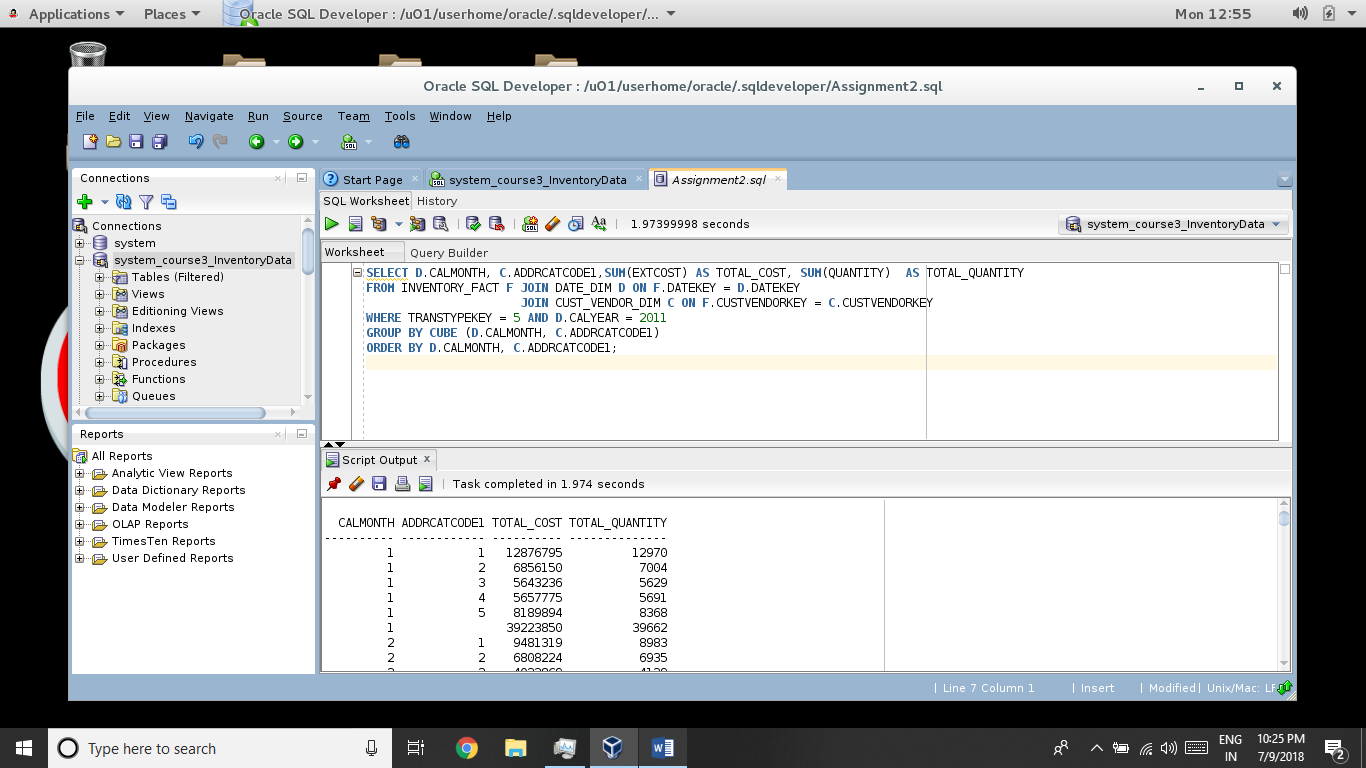 Applications Places Oracle SQL Developer : /uO1/userhome/oracle/.sqldeveloper/... Mon 12:55
Oracle SQL Developer : /uO1/userhome/oracle/.sqldeveloper/Assignment2.sql
File Edit View Navigate Run Source Team Tools Window Help
Connections
Connections
system
system_course3_InventoryData
Tables (Filtered)
Views
Editioning Views
Indexes
Packages
Procedures
Functions
Queues
Reports
All Reports
Analytic View Reports
Data Dictionary Reports
Data Modeler Reports
OLAP Reports
TimesTen Reports
User Defined Reports
Start Page system_course3_InventoryData Assignment2.sql
SQL Worksheet History
1.97399998 seconds system_course3_InventoryData
Worksheet Query Builder
SELECT D.CALMONTH, C.ADDRCATCODE1,SUM(EXTCOST) AS TOTAL_COST, SUM(QUANTITY)  AS TOTAL_QUANTITY
FROM INVENTORY_FACT F JOIN DATE_DIM D ON F.DATEKEY = D.DATEKEY
JOIN CUST_VENDOR_DIM C ON F.CUSTVENDORKEY = C.CUSTVENDORKEY
WHERE TRANSTYPEKEY = 5 AND D.CALYEAR = 2011
GROUP BY CUBE (D.CALMONTH, C.ADDRCATCODE1)
ORDER BY D.CALMONTH, C.ADDRCATCODE1;
Script Output x
Task completed in 1.974 seconds
CALMONTH ADDRCATCODE1 TOTAL_COST TOTAL_QUANTITY
---------- ------------ ---------- --------------
1 1 12876795 12970
1 2 6856150 7004
1 3 5643236 5629
1 4 5657775 5691
1 5 8189894 8368
1 39223850 39662
2 1 9481319 8983
2 2 6808224 6935
Line 7 Column 1 Insert Modified Unix/Mac: LF
Type here to search
ENG
IN
10:25 PM
7/9/2018
2